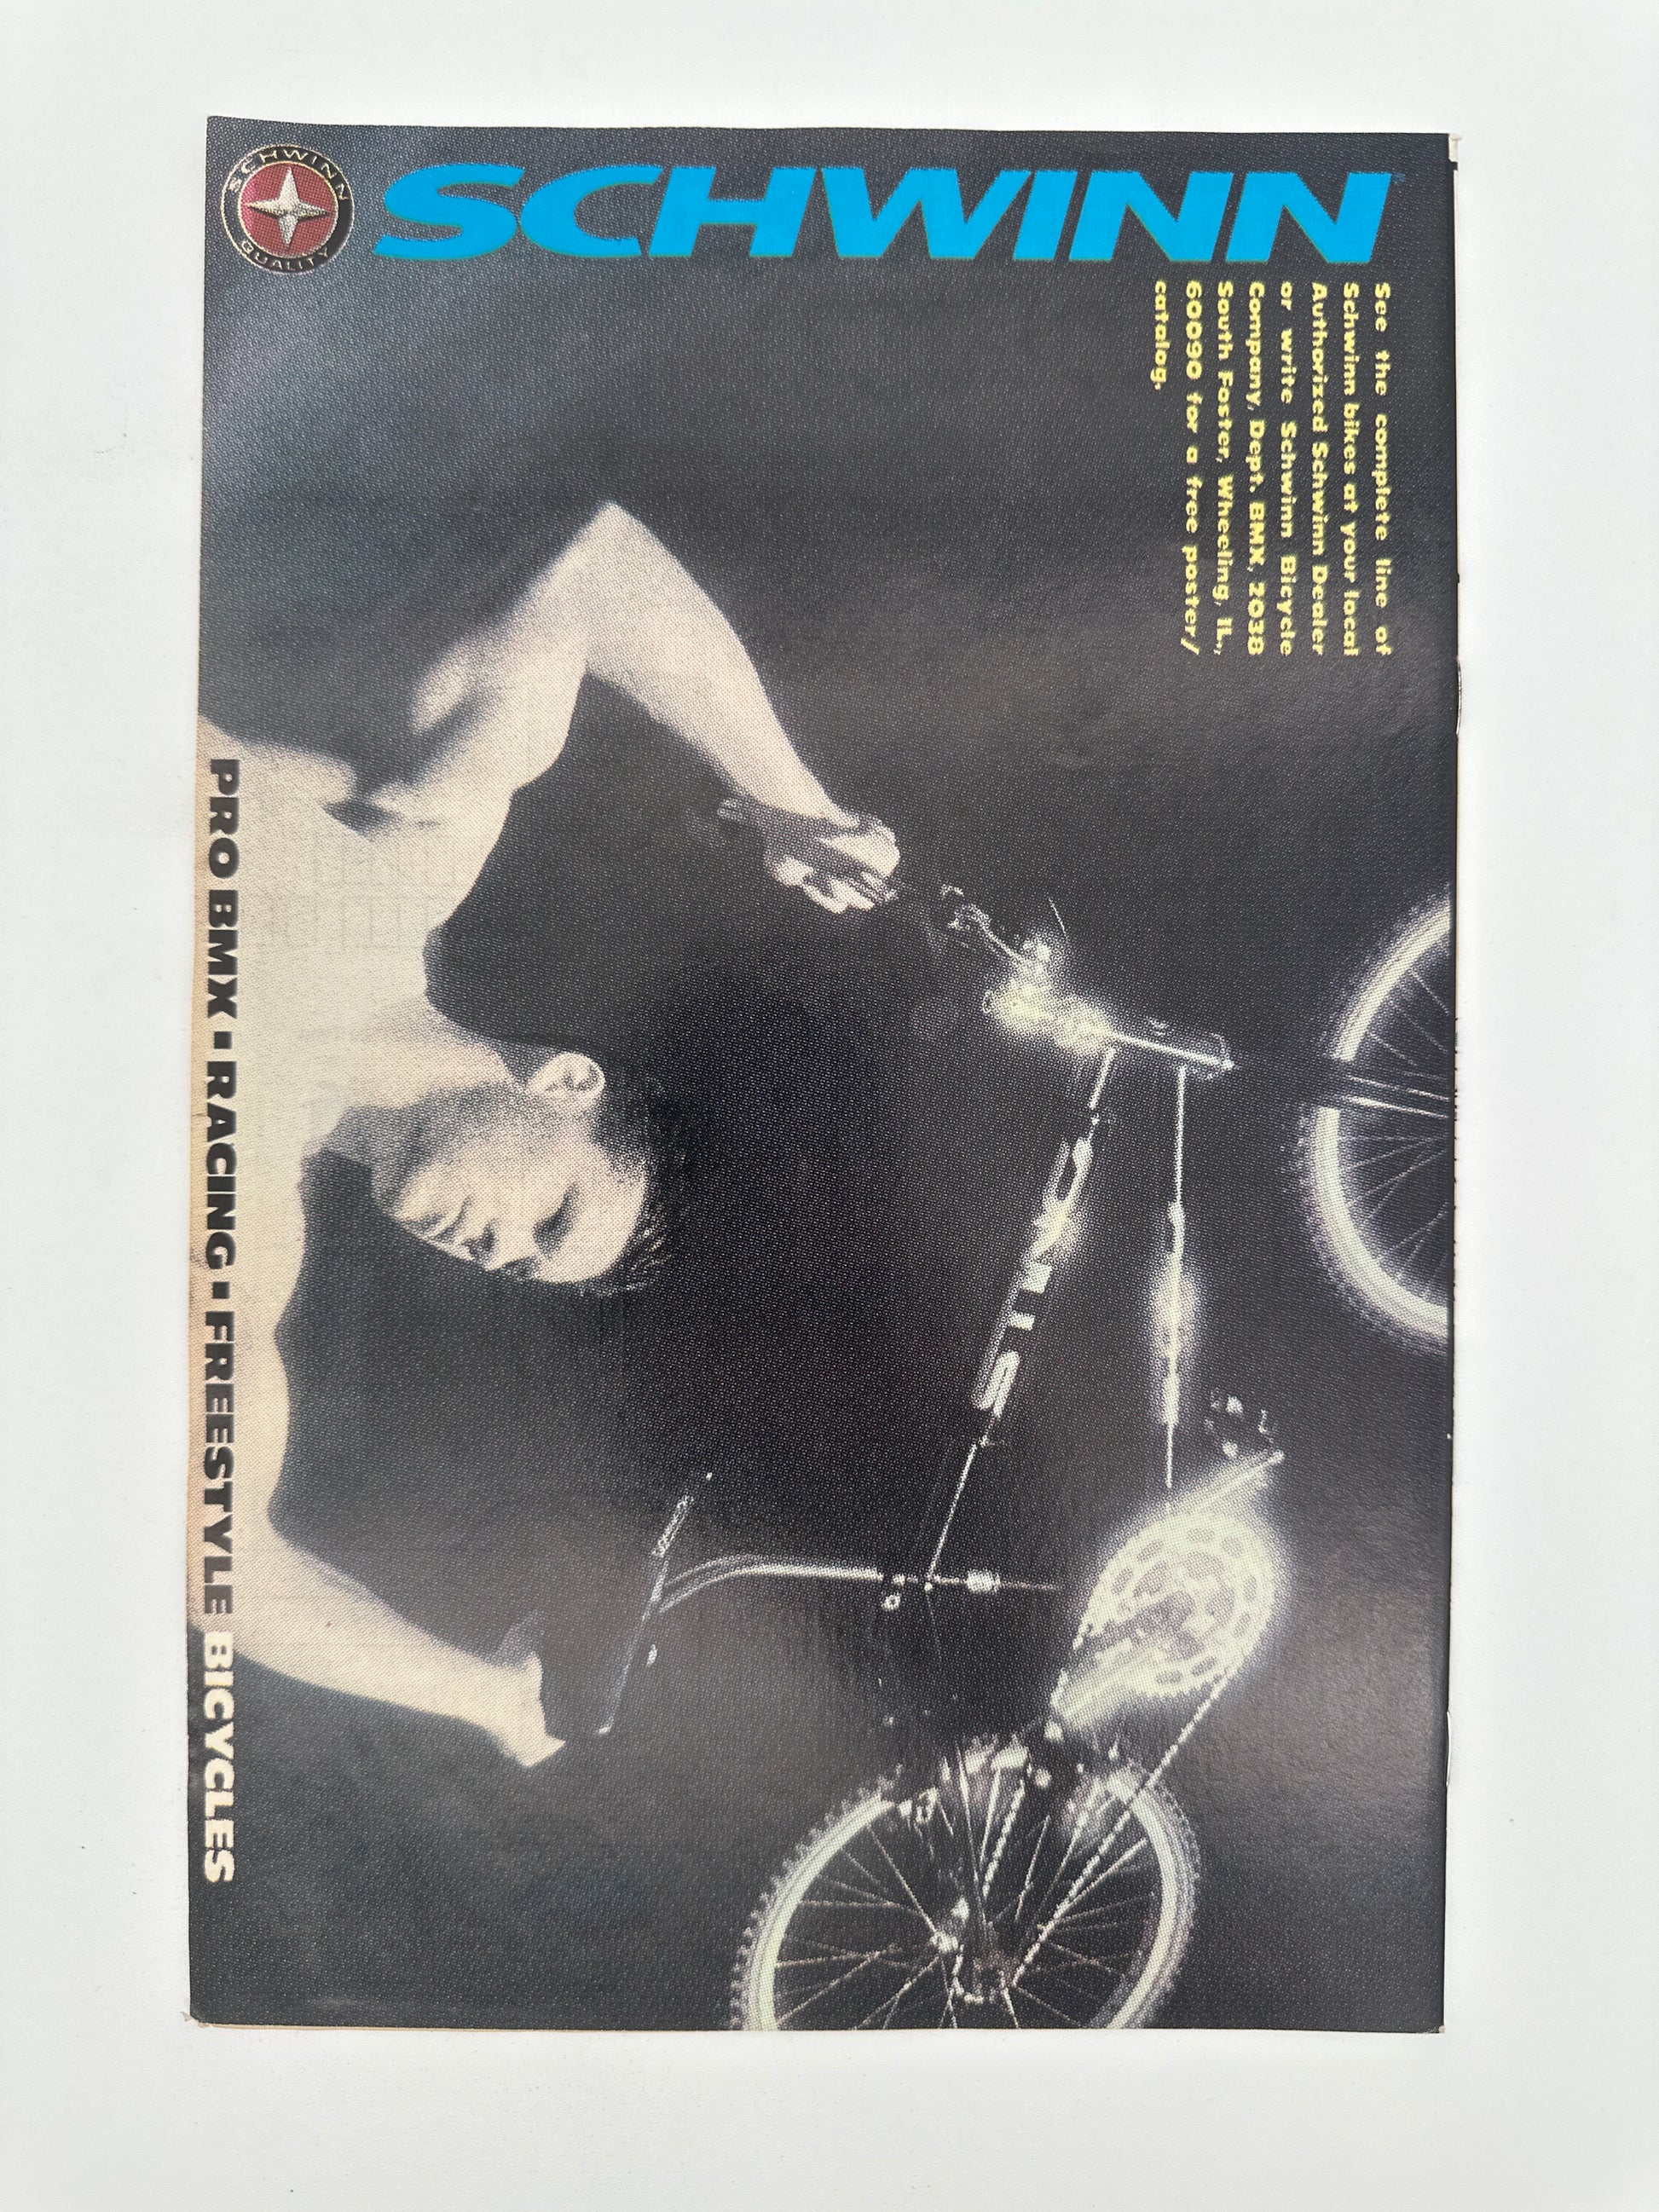 SCHWINN
QUALITY
SCHWINN
See the complete line of
Schwinn bikes at your local
Authorized Schwinn Dealer
or write Schwinn Bicycle
Company, Dept. BMX, 2038
South Foster, Wheeling, IL.,
60090 for a free poster/
catalog.
STING
PRO BMX ▪ RACING ▪ FREESTYLE BICYCLES